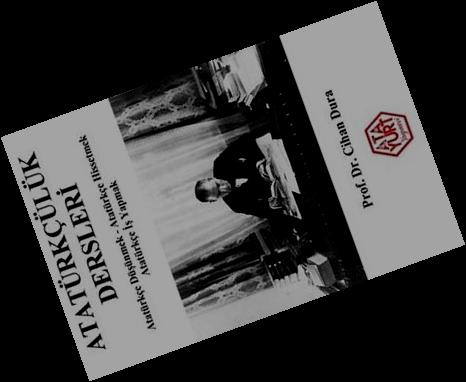 ATATÜRKÇÜLÜK
DERSLERİ
Atatürkçe Düşünmek - Atatürkçe Hissetmek
Atatürkçe İş Yapmak
Prof. Dr. Cihan Dura
ATA
YURT